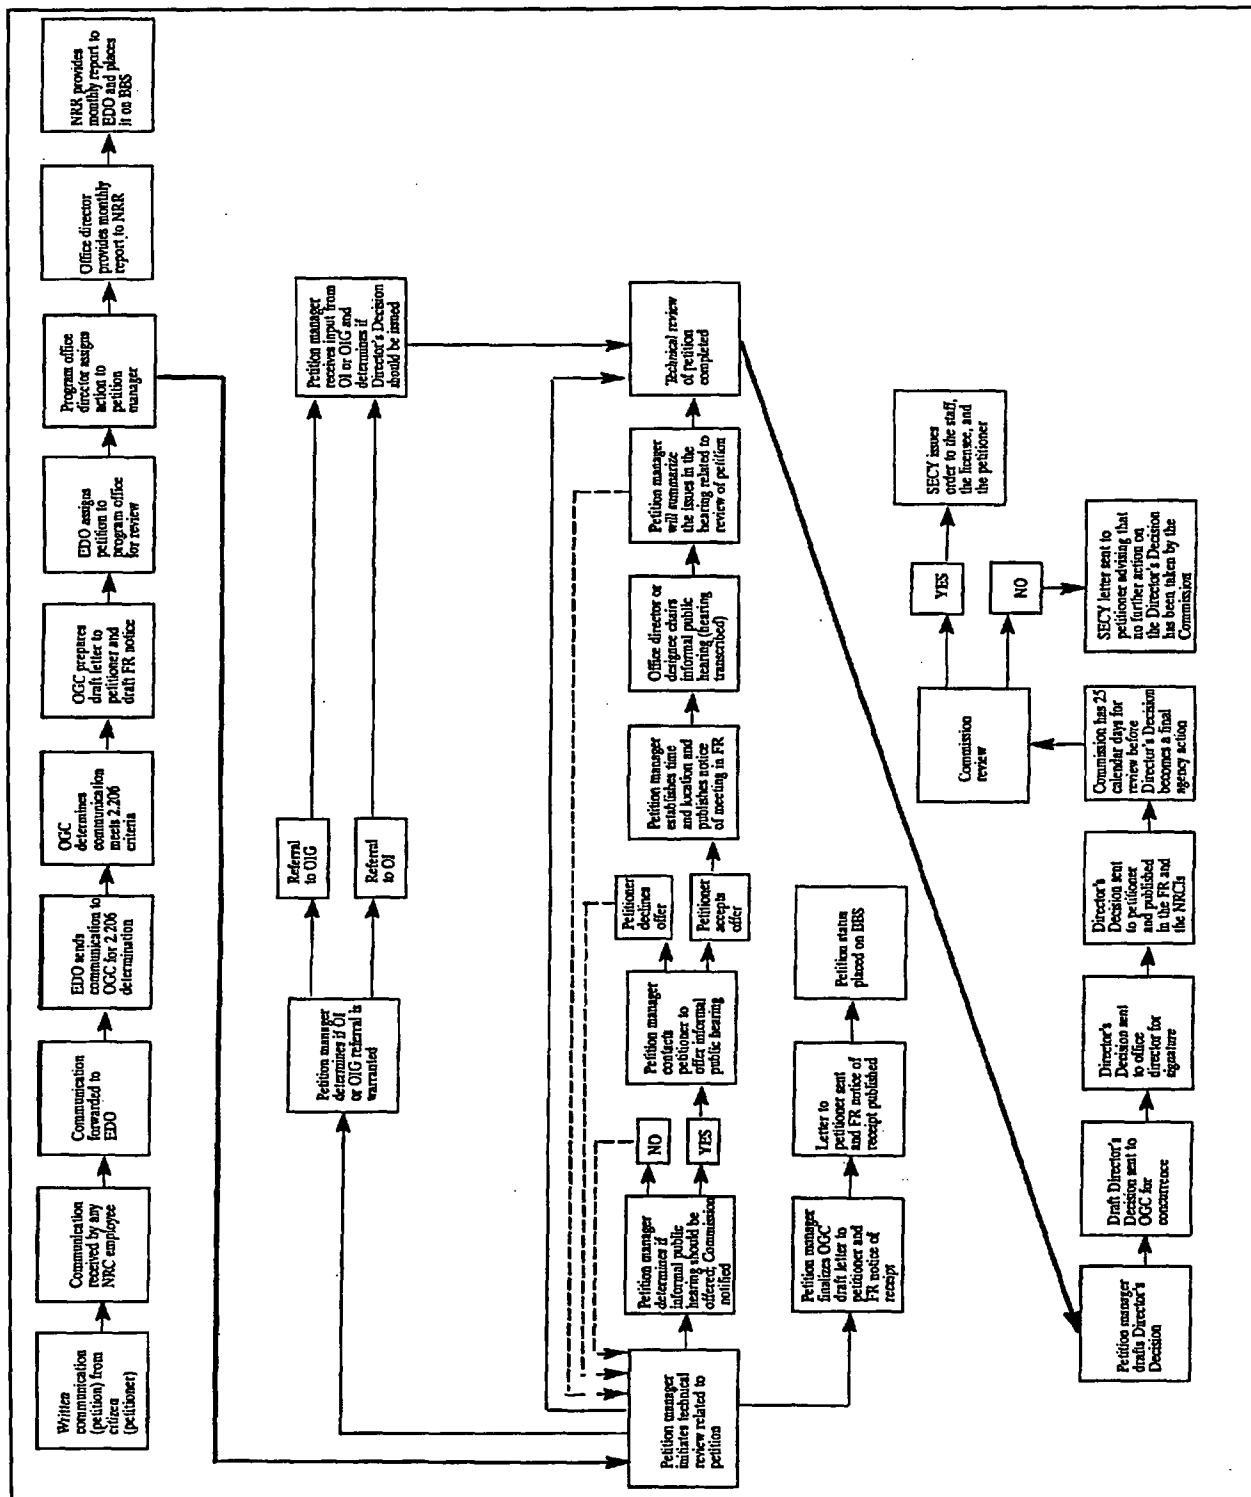 Written
communication
(petition) from
citizen
(petitioner)
Communication
received by any
NRC employee
Communication
forwarded to
EDO
EDO sends
communication to
OGC for 2.206
determination
OGC
determines
communication
meets 2.206
criteria
OGC prepares
draft letter to
petitioner and
draft FR notice
EDO assigns
petition to
program office
for review
Program office
director assigns
action to
petition
manager
Office director
provides monthly
report to NRR
NRR provides
monthly report to
EDO and places
it on BBS
Petition manager
determines if OI
or OIG referral is
warranted
Referral
to OIG
Referral
to OI
Petition manager
receives input from
OI or OIG and
determines if
Director's Decision
should be issued
Petition manager
initiates technical
review related to
petition
Petition manager
determines if
informal public
hearing should be
offered; Commission
notified
NO
YES
Petition manager
contacts
petitioner to
offer informal
public hearing
Petitioner
declines
offer
Petitioner
accepts
offer
Petition manager
establishes time
and location and
publishes notice
of meeting in FR
Office director or
designee chairs
informal public
hearing (hearing
transcribed)
Petition manager
will summarize
the issues in the
hearing related to
review of petition
Technical review
of petition
completed
Petition manager
finalizes OGC
draft letter to
petitioner and
FR notice of
receipt
Letter to
petitioner sent
and FR notice of
receipt published
Petition status
placed on BBS
Petition manager
drafts Director's
Decision
Draft Director's
Decision sent to
OGC for
concurrence
Director's
Decision sent
to office
director for
signature
Director's
Decision sent
to petitioner
and published
in the FR and
the NRCIs
Commission has 25
calendar days for
review before
Director's Decision
becomes a final
agency action
Commission
review
YES
NO
SECY issues
order to the staff,
the licensee, and
the petitioner
SECY letter sent to
petitioner advising that
no further action on
the Director's Decision
has been taken by the
Commission